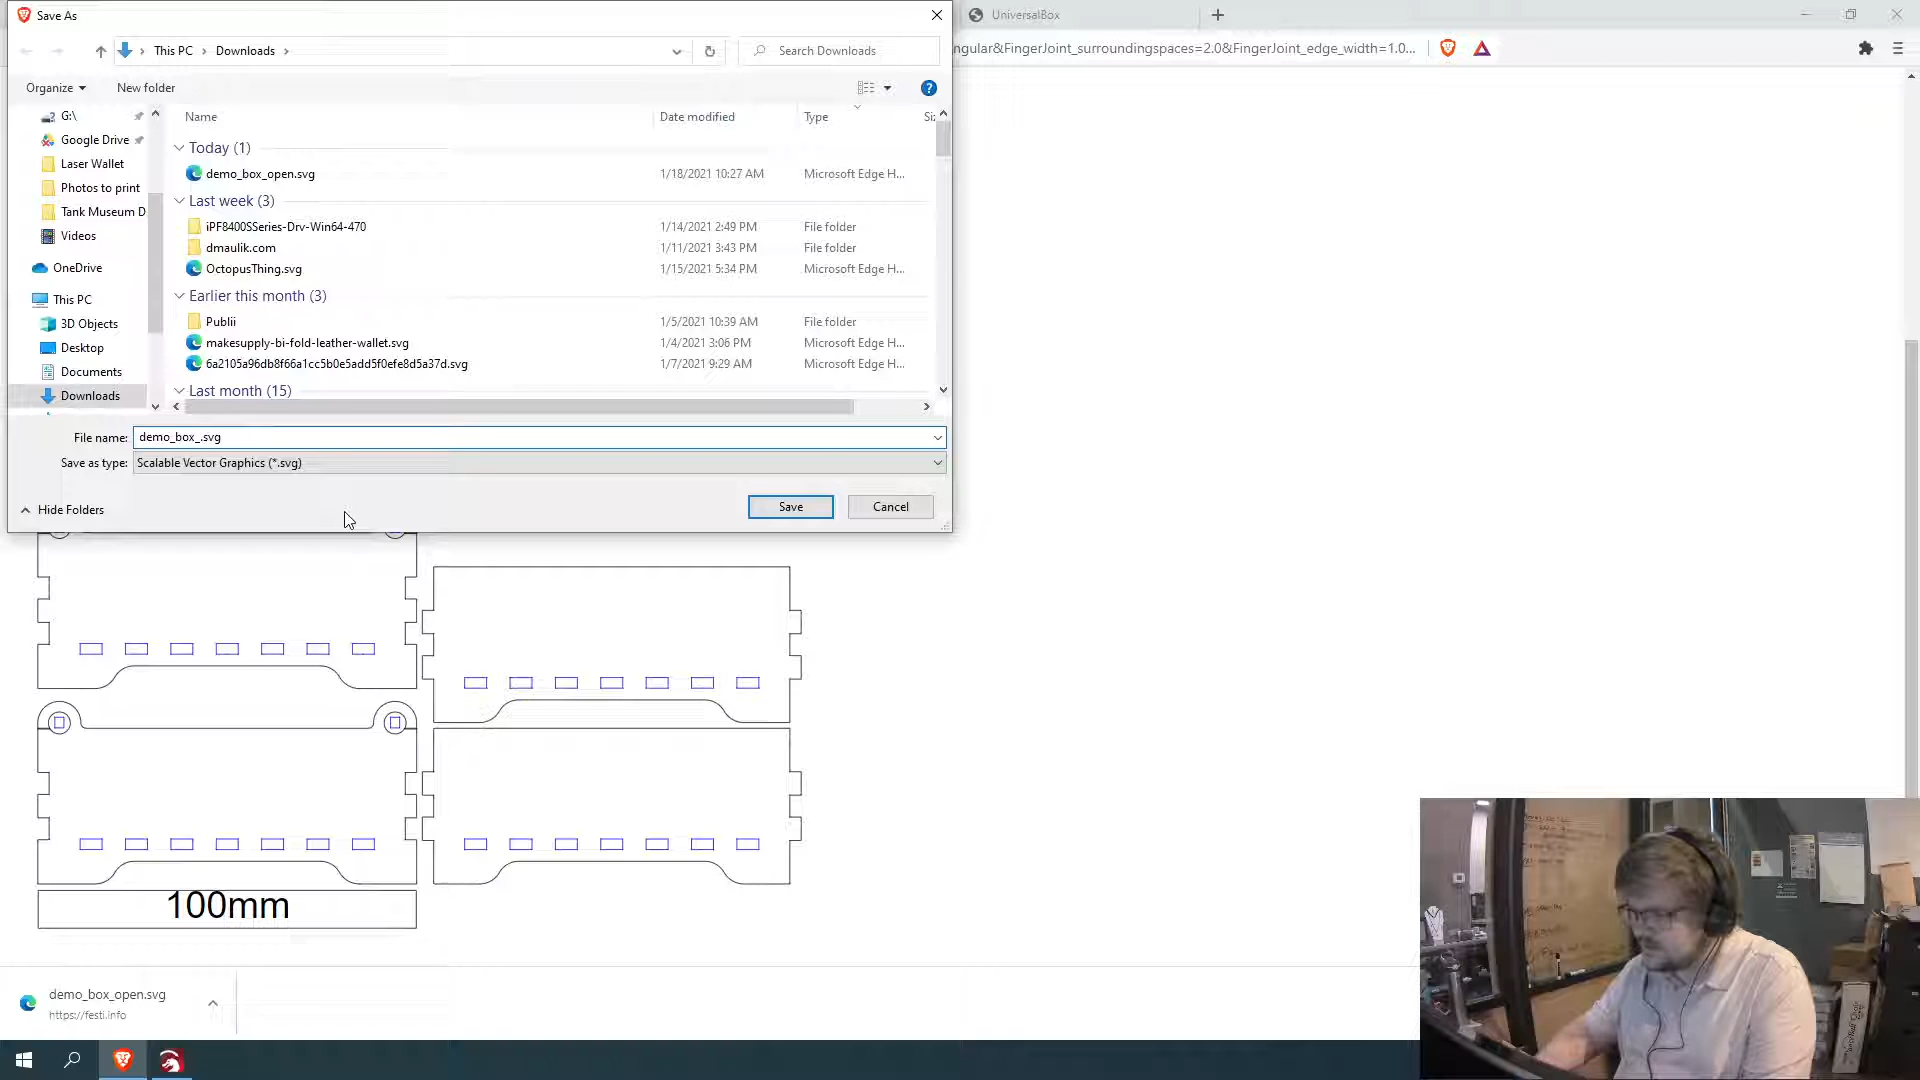 Save As
UniversalBox
This PC
Downloads
Search Downloads
ngular&FingerJoint_surroundingspaces=2.0&FingerJoint_edge_width=1.0...
Organize
New folder
Name
Date modified
Type
Siz
G:\
Google Drive
Laser Wallet
Photos to print
Tank Museum D
Videos
OneDrive
This PC
3D Objects
Desktop
Documents
Downloads
Today (1)
demo_box_open.svg 1/18/2021 10:27 AM Microsoft Edge H...
Last week (3)
iPF8400SSeries-Drv-Win64-470 1/14/2021 2:49 PM File folder
dmaulik.com 1/11/2021 3:43 PM File folder
OctopusThing.svg 1/15/2021 5:34 PM Microsoft Edge H...
Earlier this month (3)
Publii 1/5/2021 10:39 AM File folder
makesupply-bi-fold-leather-wallet.svg 1/4/2021 3:06 PM Microsoft Edge H...
6a2105a96db8f66a1cc5b0e5add5f0efe8d5a37d.svg 1/7/2021 9:29 AM Microsoft Edge H...
Last month (15)
File name: demo_box_.svg
Save as type: Scalable Vector Graphics (*.svg)
Hide Folders
Save
Cancel
100mm
demo_box_open.svg
https://festi.info